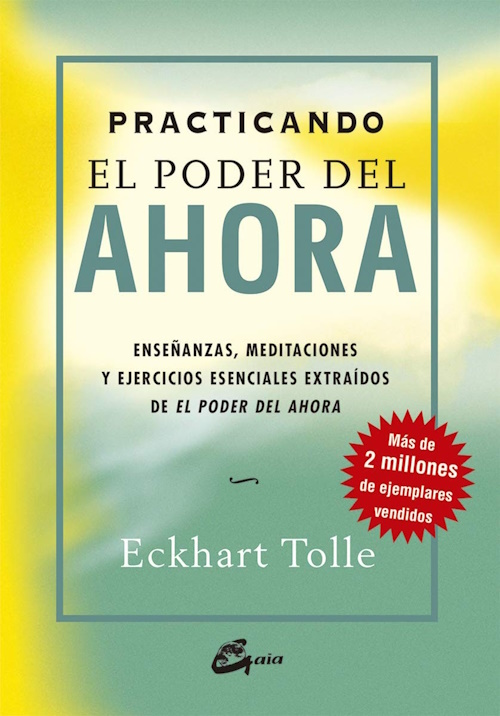 PRACTICANDO
EL PODER DEL
AHORA
ENSEÑANZAS, MEDITACIONES
Y EJERCICIOS ESENCIALES EXTRAÍDOS
DE EL PODER DEL AHORA
Más de
2 millones
de ejemplares
vendidos
Eckhart Tolle
Gaia